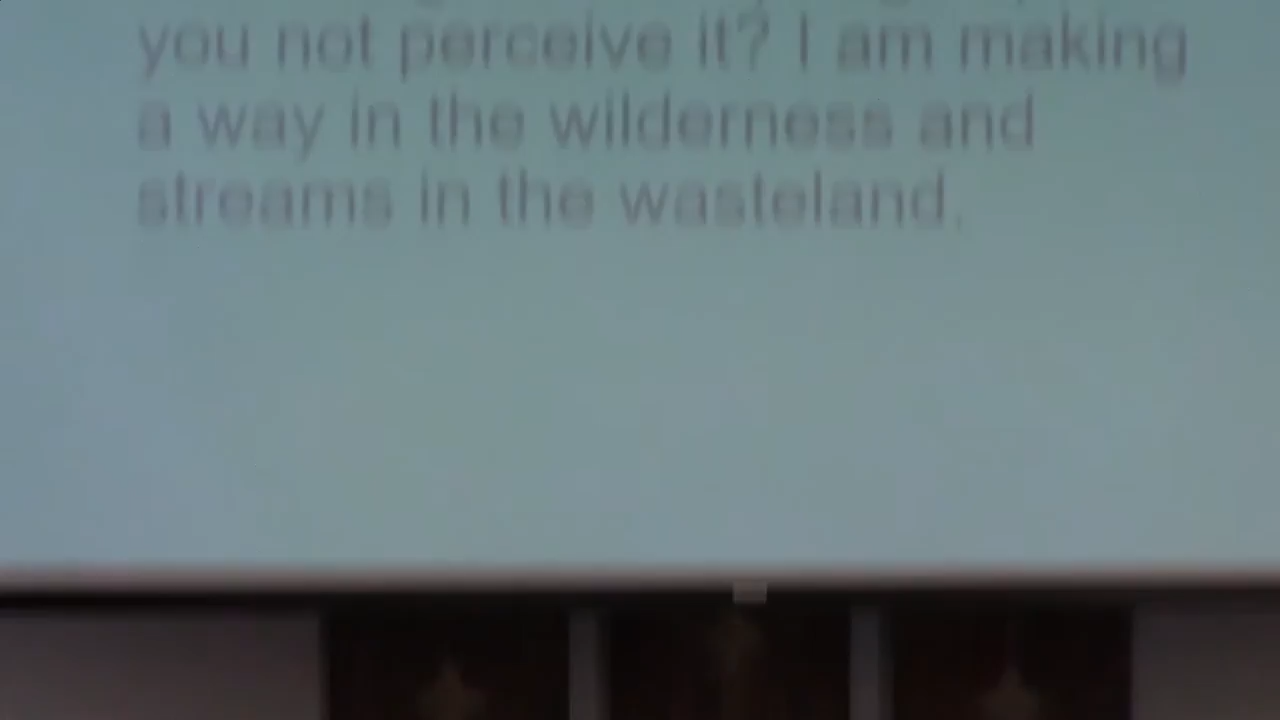 you not perceive it? I am making
a way in the wilderness and
streams in the wasteland.